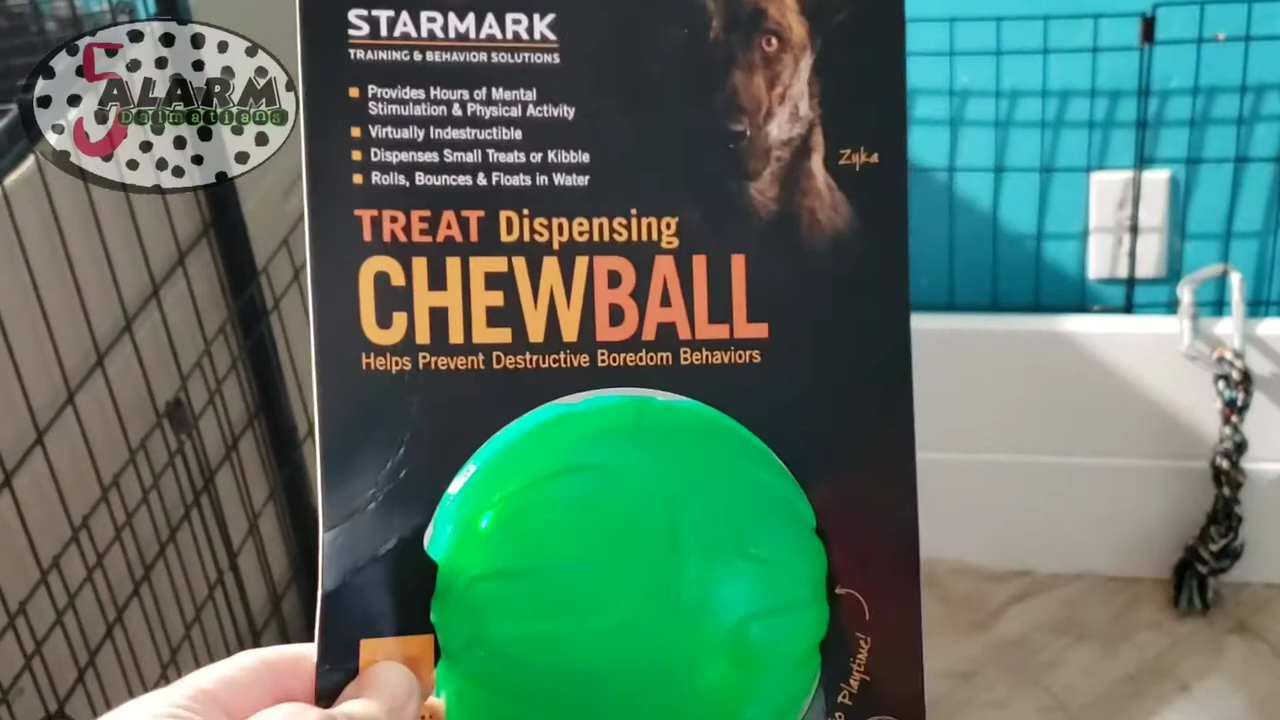 5 ALARM
Dalmatians
STARMARK
TRAINING & BEHAVIOR SOLUTIONS
Provides Hours of Mental
Stimulation & Physical Activity
Virtually Indestructible
Dispenses Small Treats or Kibble
Rolls, Bounces & Floats in Water
Zyka
TREAT Dispensing
CHEWBALL
Helps Prevent Destructive Boredom Behaviors
Playtime!